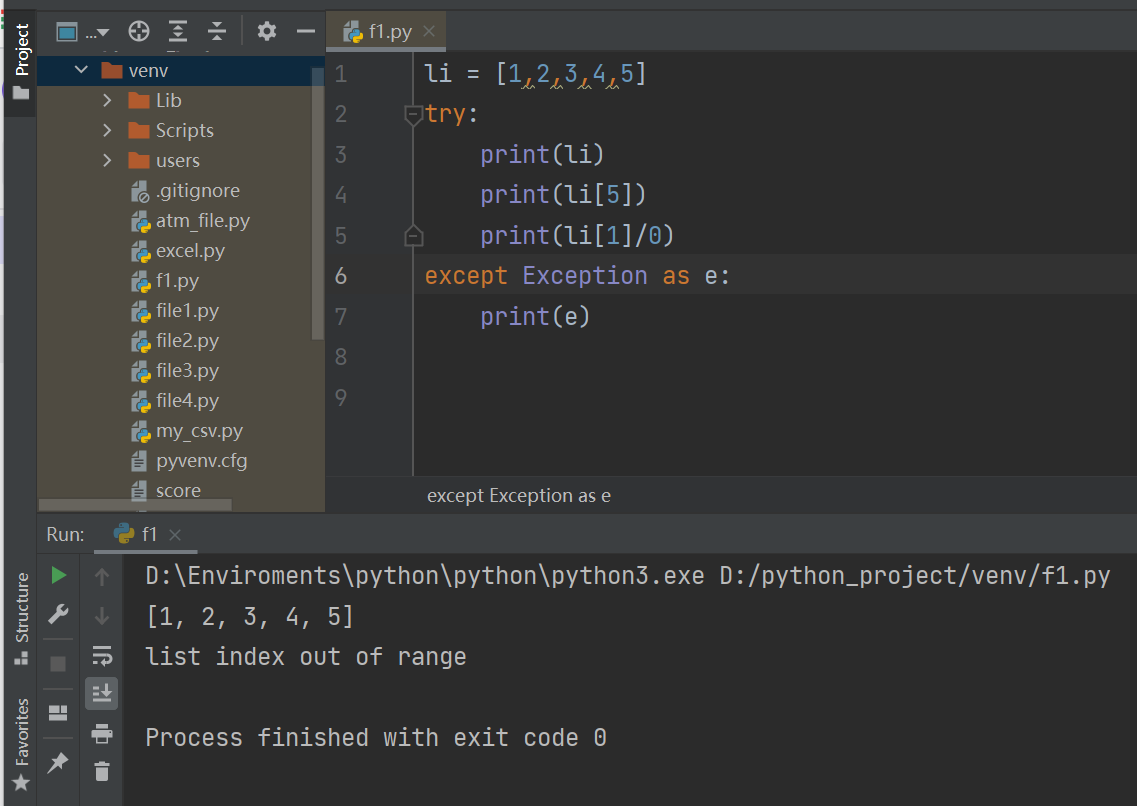 Project
...
venv
Lib
Scripts
users
.gitignore
atm_file.py
excel.py
f1.py
file1.py
file2.py
file3.py
file4.py
my_csv.py
pyvenv.cfg
score
f1.py
1 li = [1,2,3,4,5]
2 try:
3 print(li)
4 print(li[5])
5 print(li[1]/0)
6 except Exception as e:
7 print(e)
8
9
except Exception as e
Run: f1
D:\Enviroments\python\python\python3.exe D:/python_project/venv/f1.py
[1, 2, 3, 4, 5]
list index out of range
Process finished with exit code 0
Structure
Favorites